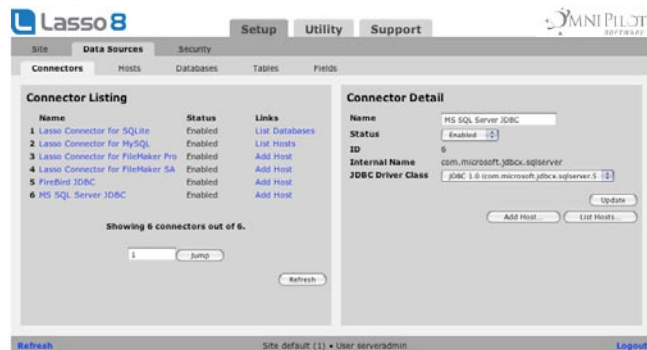 Lasso 8
Setup Utility Support
OMNIPILOT
SOFTWARE
Site Data Sources Security
Connectors Hosts Databases Tables Fields
Connector Listing
Name Status Links
1 Lasso Connector for SQLite Enabled List Databases
2 Lasso Connector for MySQL Enabled List Hosts
3 Lasso Connector for FileMaker Pro Enabled Add Host
4 Lasso Connector for FileMaker SA Enabled Add Host
5 FireBird JDBC Enabled Add Host
6 MS SQL Server JDBC Enabled Add Host
Showing 6 connectors out of 6.
1 Jump
Refresh
Connector Detail
Name MS SQL Server JDBC
Status Enabled
ID 6
Internal Name com.microsoft.jdbcx.sqlserver
JDBC Driver Class JDBC 1.0 (com.microsoft.jdbcx.sqlserver.S
Update
Add Host... List Hosts...
Refresh Site default (1) • User serveradmin Logout